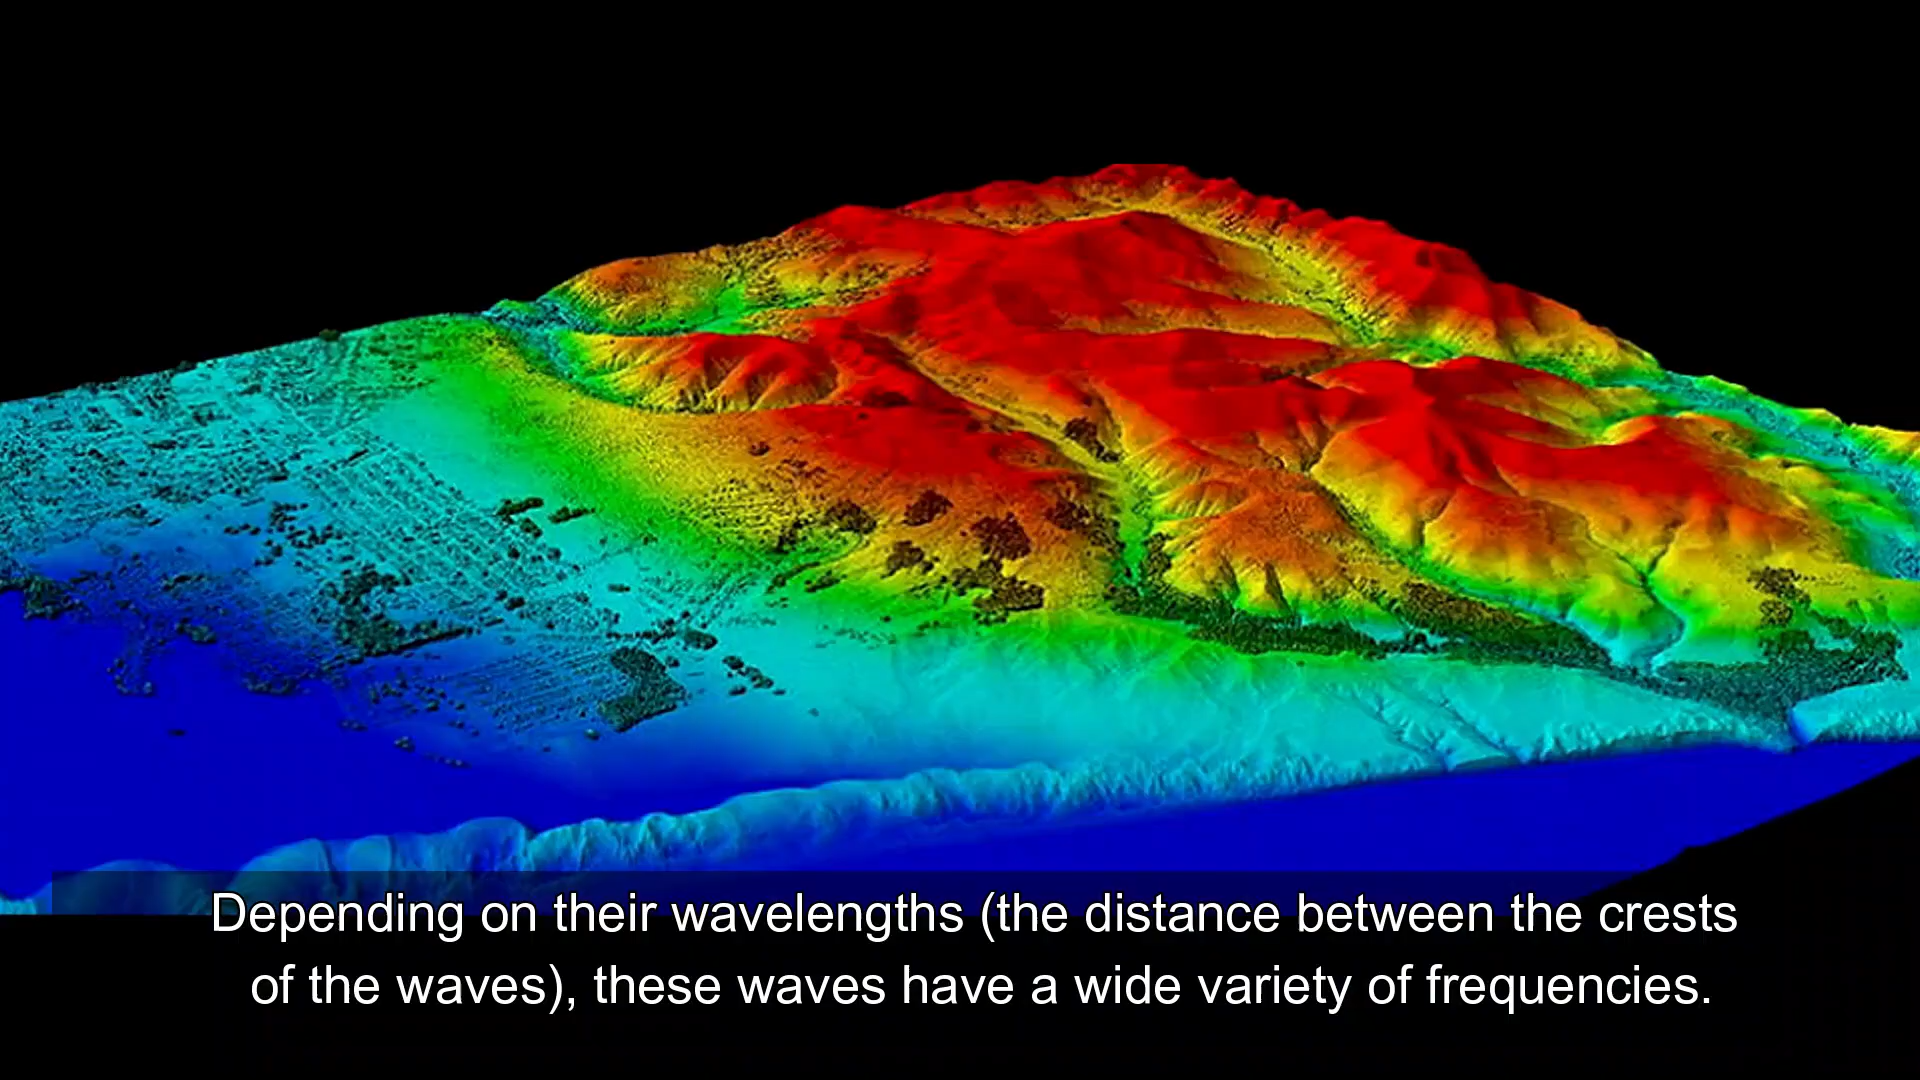 Depending on their wavelengths (the distance between the crests
of the waves), these waves have a wide variety of frequencies.